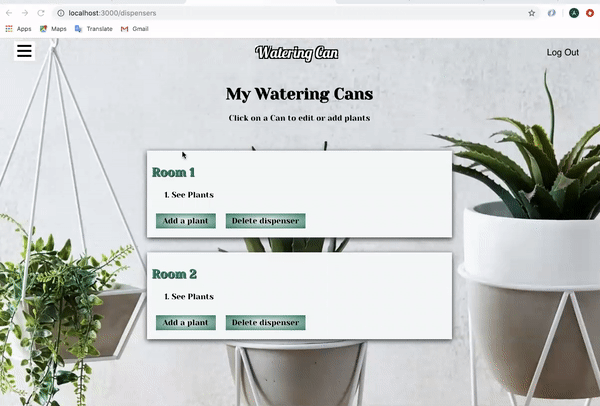 localhost:3000/dispensers
Apps Maps Translate Gmail
Watering Can
Log Out
My Watering Cans
Click on a Can to edit or add plants
Room 1
1. See Plants
Add a plant Delete dispenser
Room 2
1. See Plants
Add a plant Delete dispenser